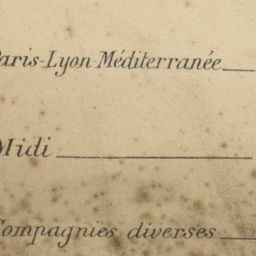 Paris-Lyon Méditerranée
Midi
Compagnies diverses